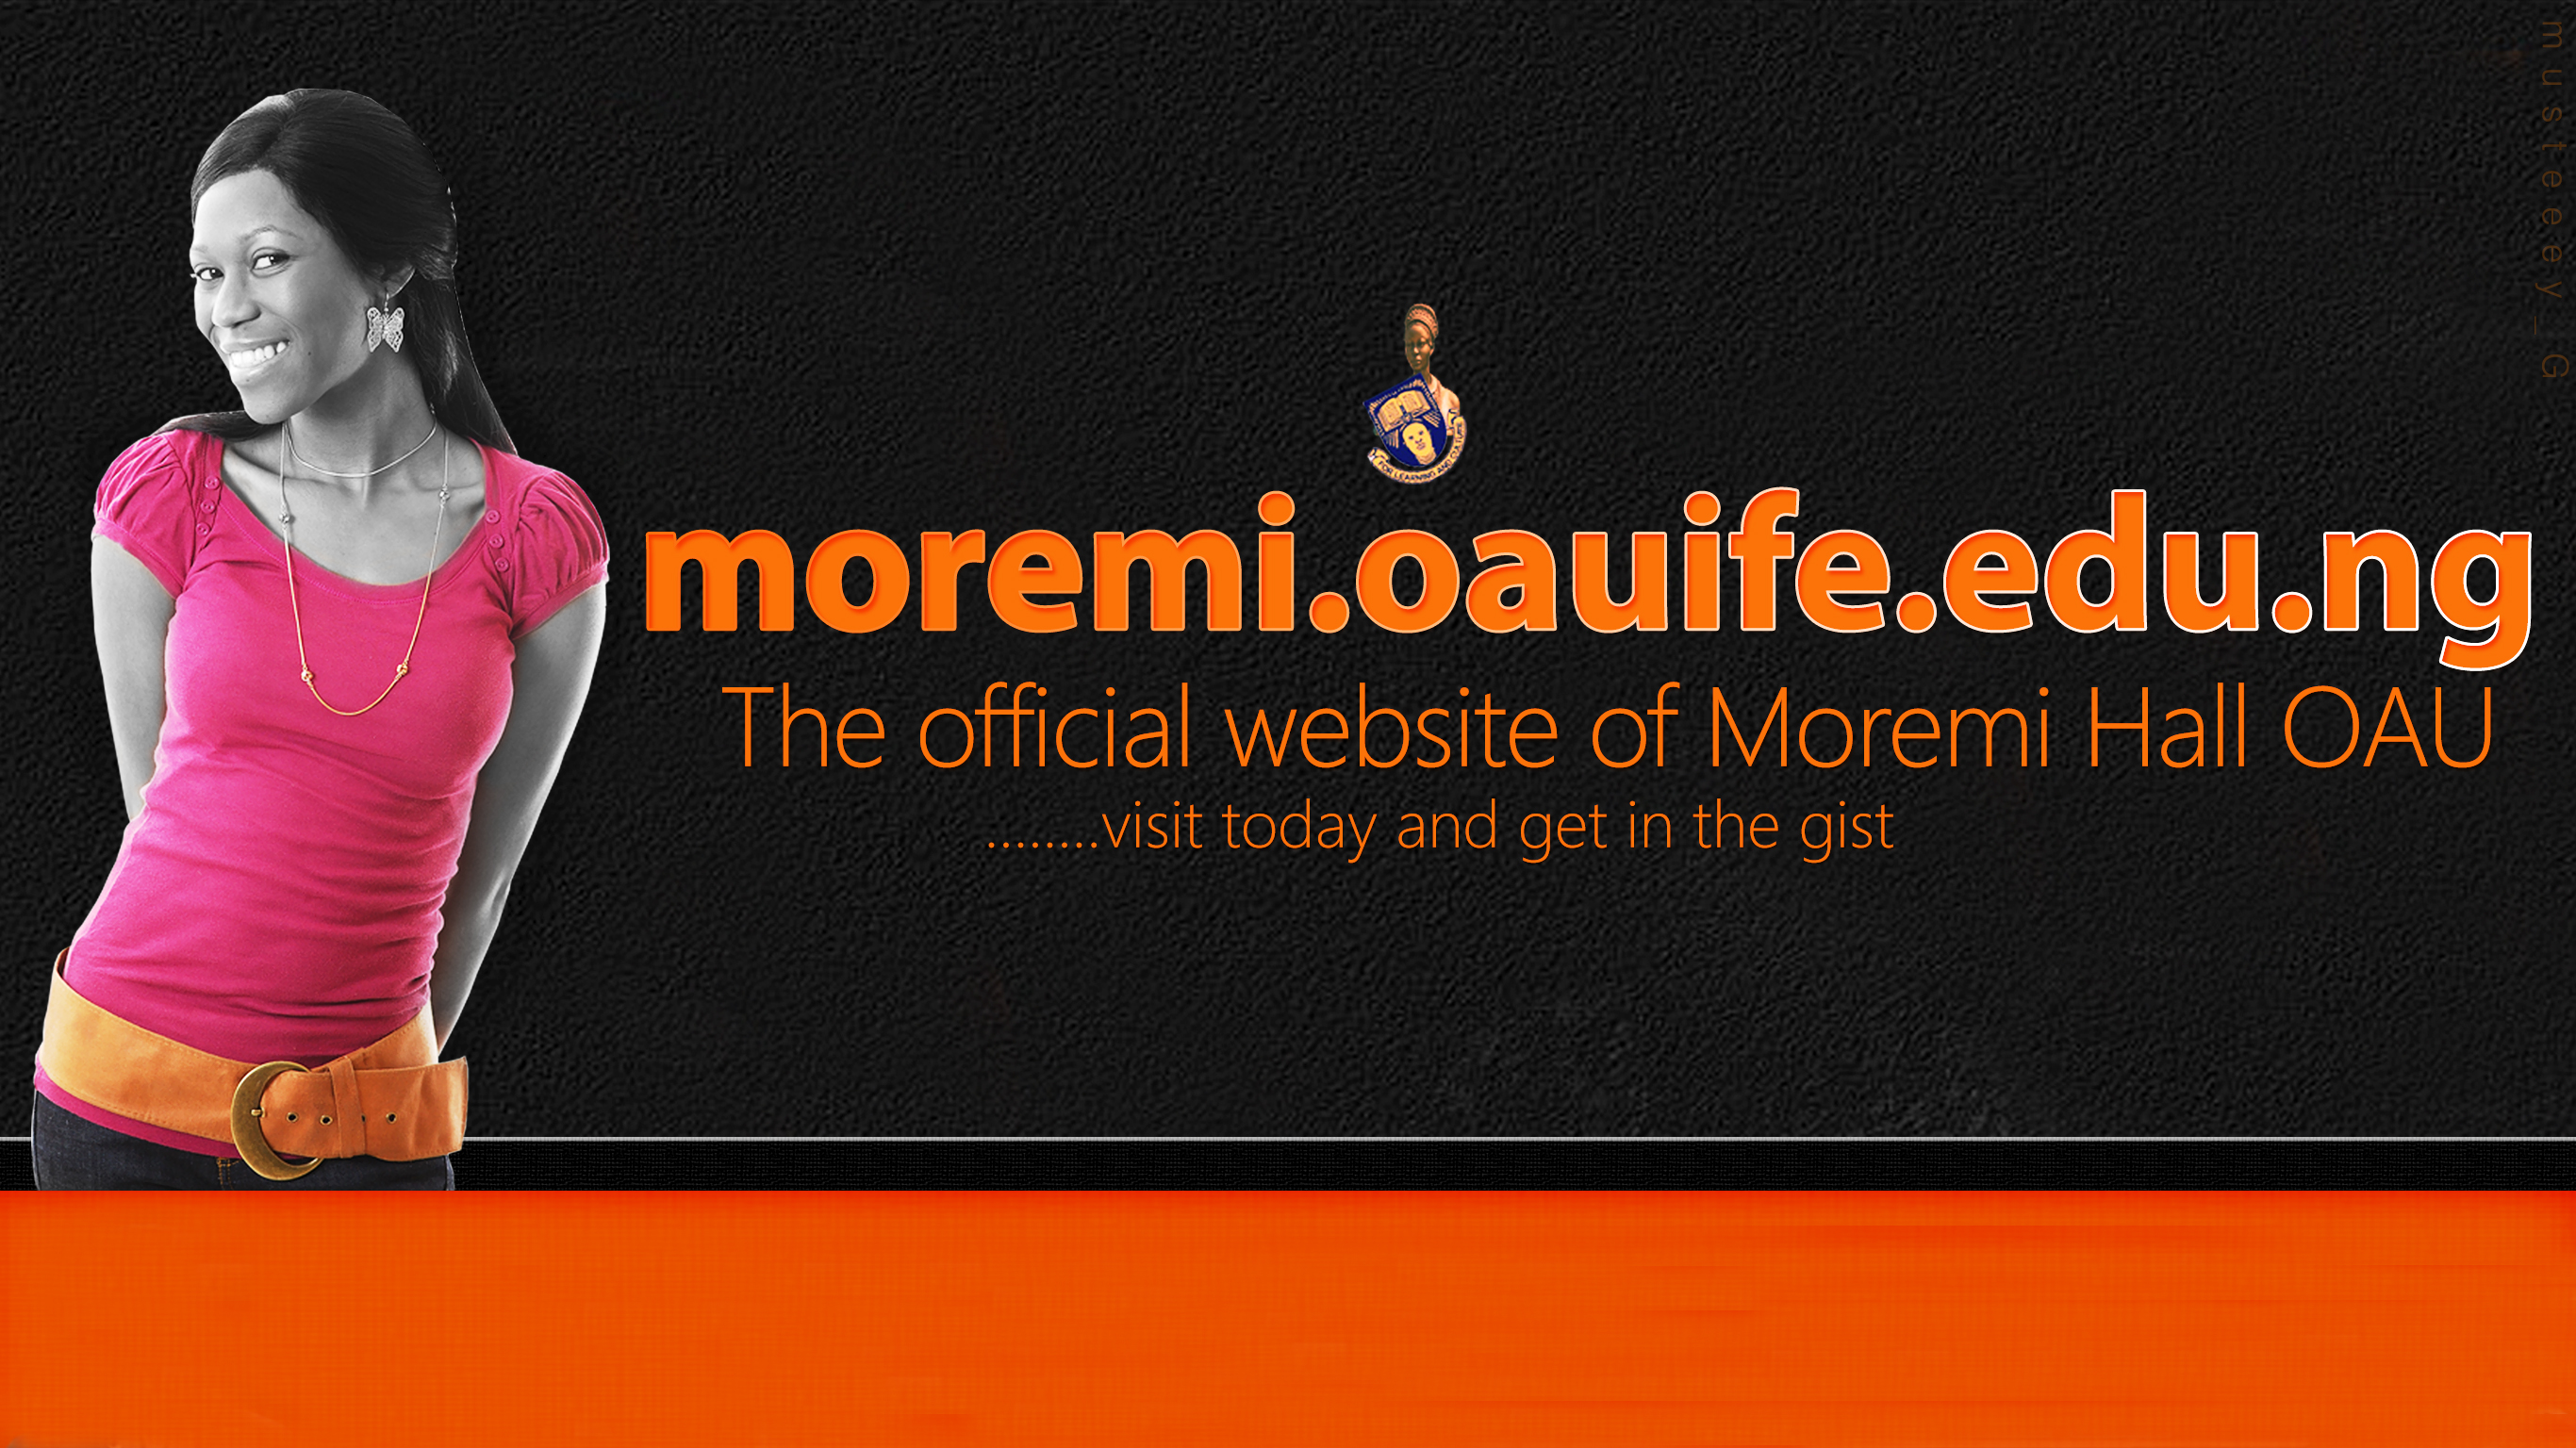 musteeey_G
FOR LEARNING AND CULTURE
moremi.oauife.edu.ng
The official website of Moremi Hall OAU
........visit today and get in the gist